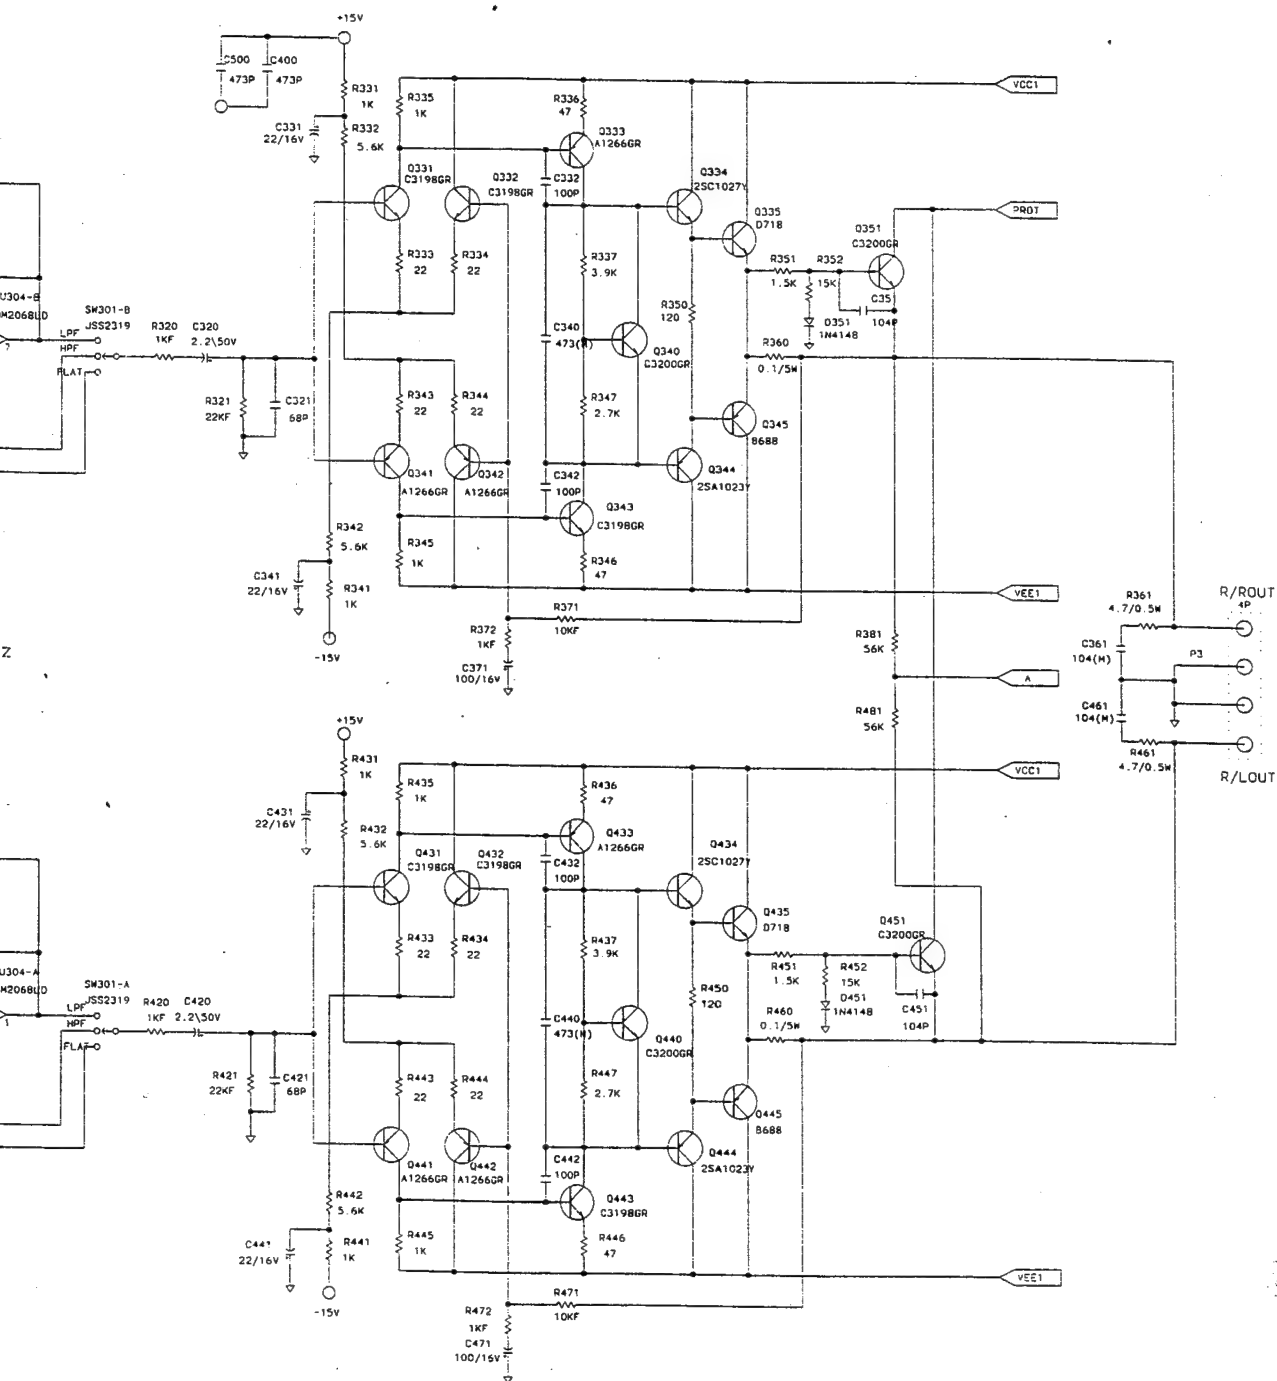 +15V
C500
473P
C400
473P
R331
1K
C331
22/16V
R332
5.6K
R335
1K
R336
47
Q333
A1266GR
VCC1
Q331
C3198GR
Q332
C3198GR
C332
100P
Q334
2SC1027Y
Q335
D718
PROT
Q351
C3200GR
R333
22
R334
22
R337
3.9K
R351
1.5K
R352
15K
C35
104P
D351
1N4148
R350
120
U304-B
M2068LD
7
SW301-B
JSS2319
LPF
HPF
FLAT
R320
1KF
C320
2.2\50V
C340
473(M)
Q340
C3200GR
R360
0.1/5W
R321
22KF
C321
68P
R343
22
R344
22
R347
2.7K
Q345
B688
Q341
A1266GR
Q342
A1266GR
C342
100P
Q344
2SA1023Y
Q343
C3198GR
R342
5.6K
R345
1K
R346
47
C341
22/16V
R341
1K
-15V
VEE1
R371
10KF
R372
1KF
C371
100/16V
R381
56K
A
R481
56K
R361
4.7/0.5W
R/ROUT
4P
C361
104(M)
P3
C461
104(M)
R461
4.7/0.5W
R/LOUT
Z
+15V
R431
1K
C431
22/16V
R432
5.6K
R435
1K
R436
47
Q433
A1266GR
VCC1
Q431
C3198GR
Q432
C3198GR
C432
100P
Q434
2SC1027Y
Q435
D718
Q451
C3200GR
R433
22
R434
22
R437
3.9K
R451
1.5K
R452
15K
D451
1N4148
C451
104P
R450
120
U304-A
M2068LD
1
SW301-A
JSS2319
LPF
HPF
FLAT
R420
1KF
C420
2.2\50V
C440
473(M)
Q440
C3200GR
R460
0.1/5W
R421
22KF
C421
68P
R443
22
R444
22
R447
2.7K
Q445
B688
Q441
A1266GR
Q442
A1266GR
C442
100P
Q444
2SA1023Y
Q443
C3198GR
R442
5.6K
R445
1K
R446
47
C441
22/16V
R441
1K
-15V
VEE1
R471
10KF
R472
1KF
C471
100/16V